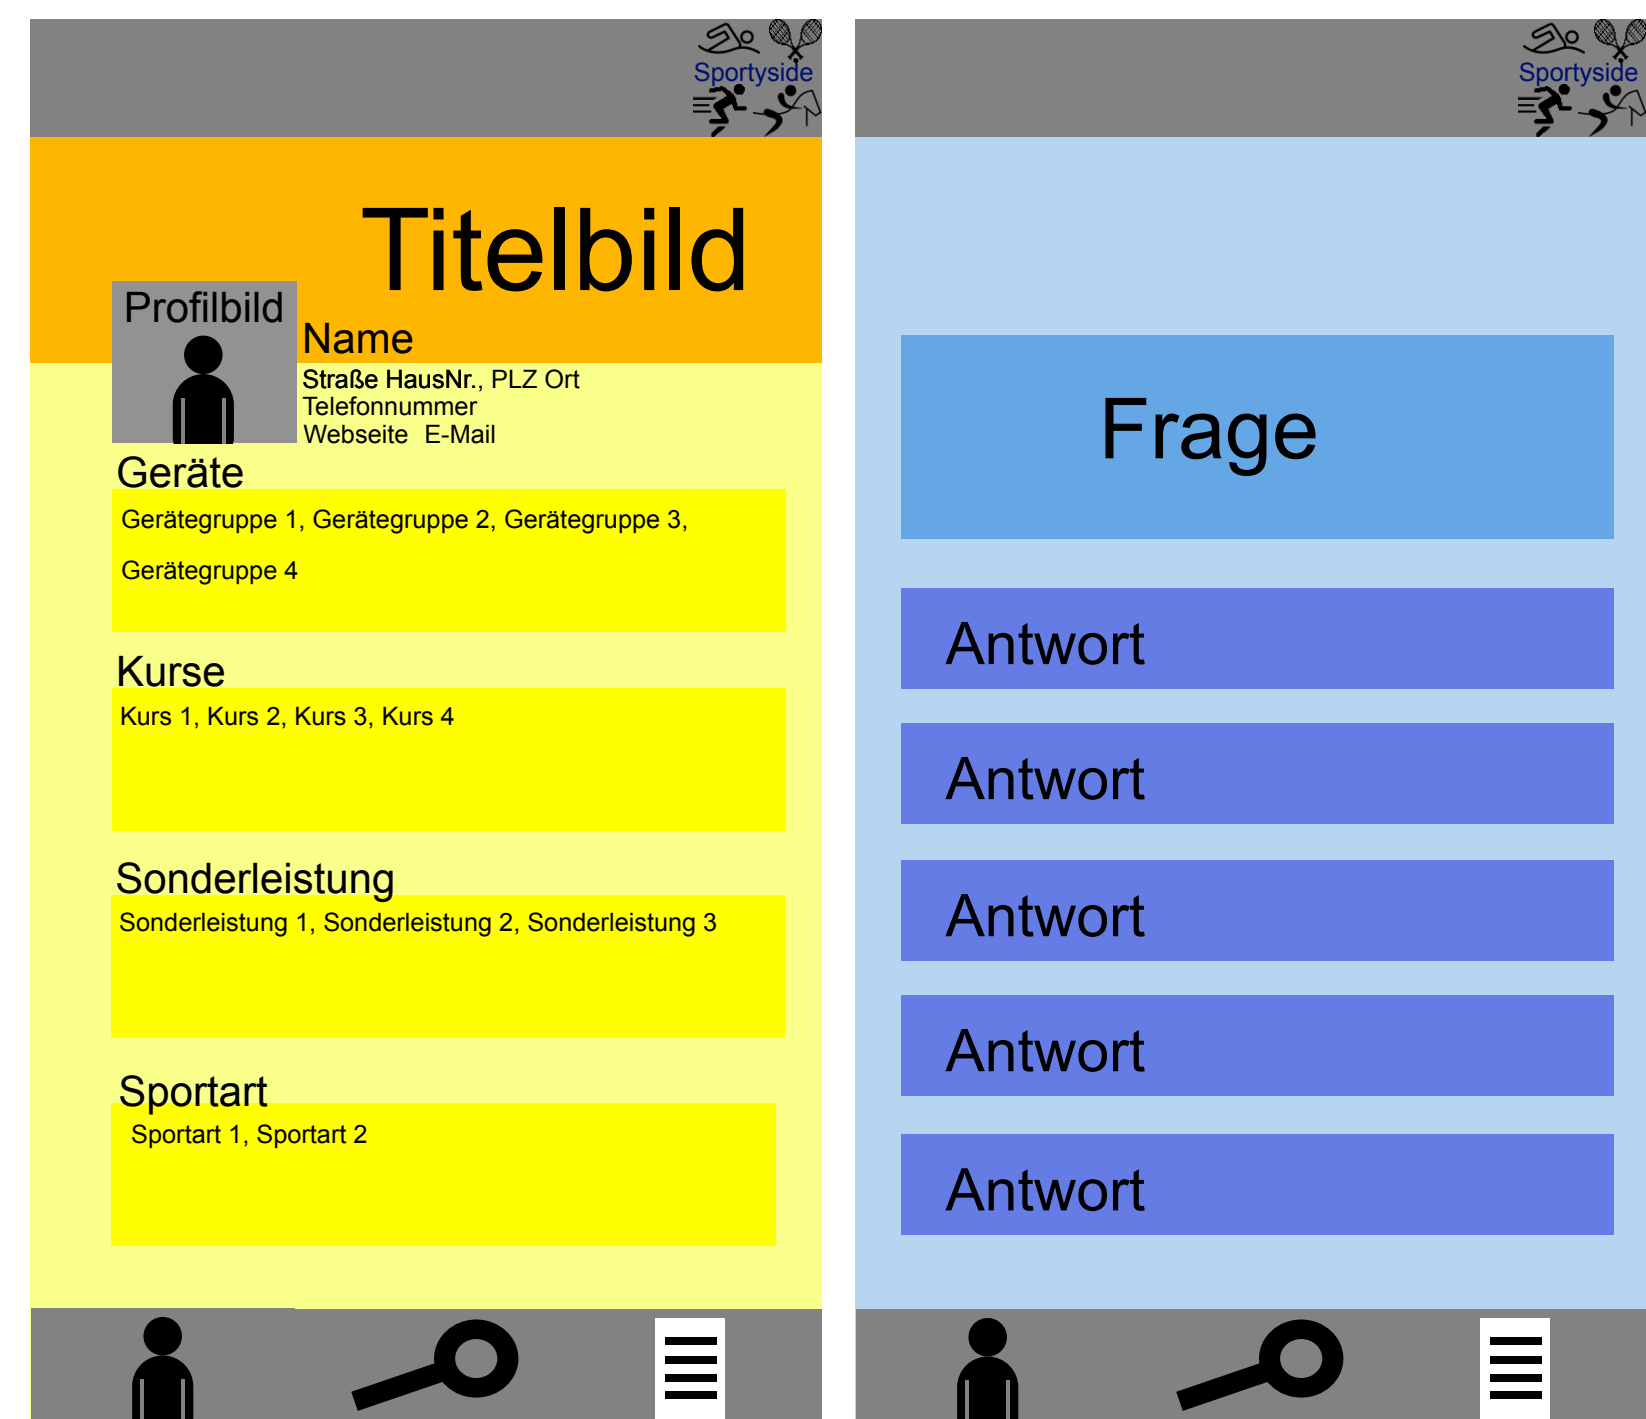 Sportyside
Titelbild
Profilbild
Name
Straße HausNr., PLZ Ort
Telefonnummer
Webseite E-Mail
Geräte
Gerätegruppe 1, Gerätegruppe 2, Gerätegruppe 3,
Gerätegruppe 4
Kurse
Kurs 1, Kurs 2, Kurs 3, Kurs 4
Sonderleistung
Sonderleistung 1, Sonderleistung 2, Sonderleistung 3
Sportart
Sportart 1, Sportart 2
Sportyside
Frage
Antwort
Antwort
Antwort
Antwort
Antwort